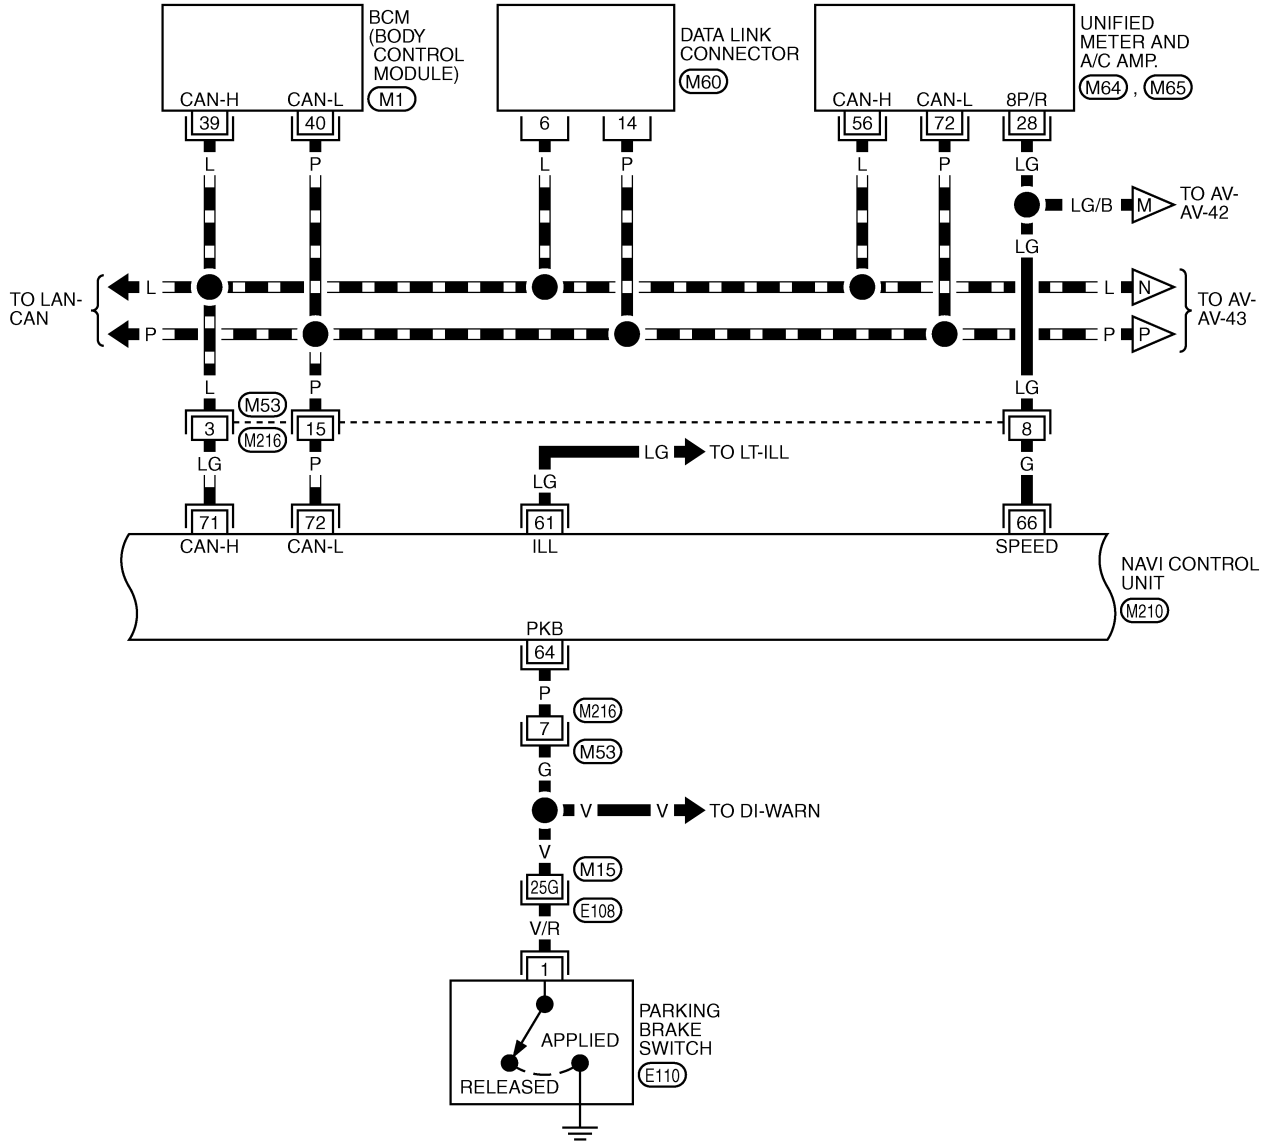 BCM
(BODY
CONTROL
MODULE)
M1
CAN-H
CAN-L
39
40
DATA LINK
CONNECTOR
M60
6
14
UNIFIED
METER AND
A/C AMP.
M64 , M65
CAN-H
CAN-L
8P/R
56
72
28
L
P
L
P
L
P
LG
LG/B
M
TO AV-
AV-42
LG
TO LAN-
CAN
L
L
N
P
P
P
TO AV-
AV-43
L
P
LG
M53
M216
3
15
8
LG
P
LG
TO LT-ILL
LG
G
71
72
61
66
CAN-H
CAN-L
ILL
SPEED
NAVI CONTROL
UNIT
M210
PKB
64
P
M216
7
M53
G
V
V
TO DI-WARN
V
M15
25G
E108
V/R
1
PARKING
BRAKE
SWITCH
E110
APPLIED
RELEASED